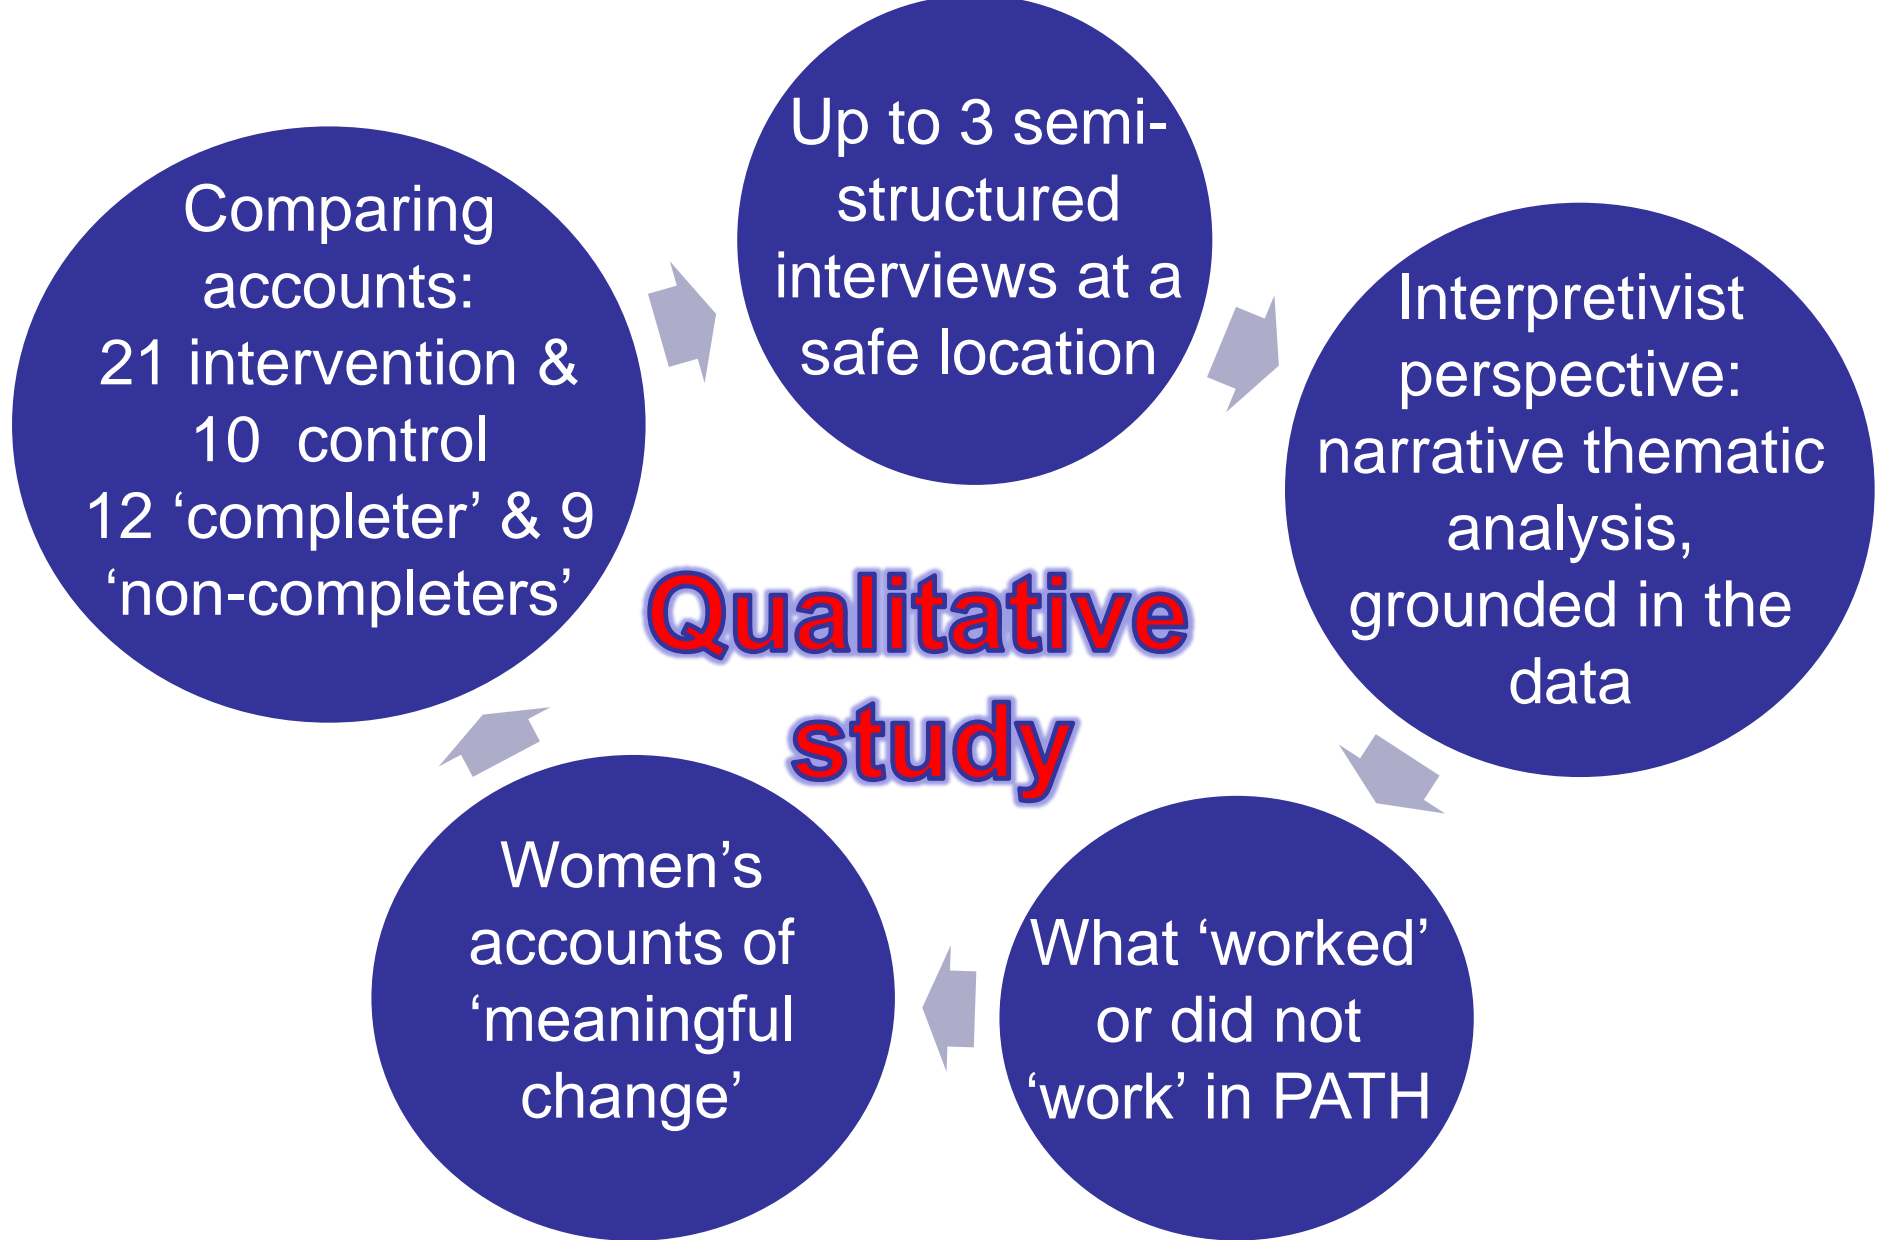 Up to 3 semi-
structured
interviews at a
safe location
Interpretivist
perspective:
narrative thematic
analysis,
grounded in the
data
What ‘worked’
or did not
‘work’ in PATH
Women’s
accounts of
‘meaningful
change’
Comparing
accounts:
21 intervention &
10  control
12 ‘completer’ & 9
‘non-completers’
Qualitative
study